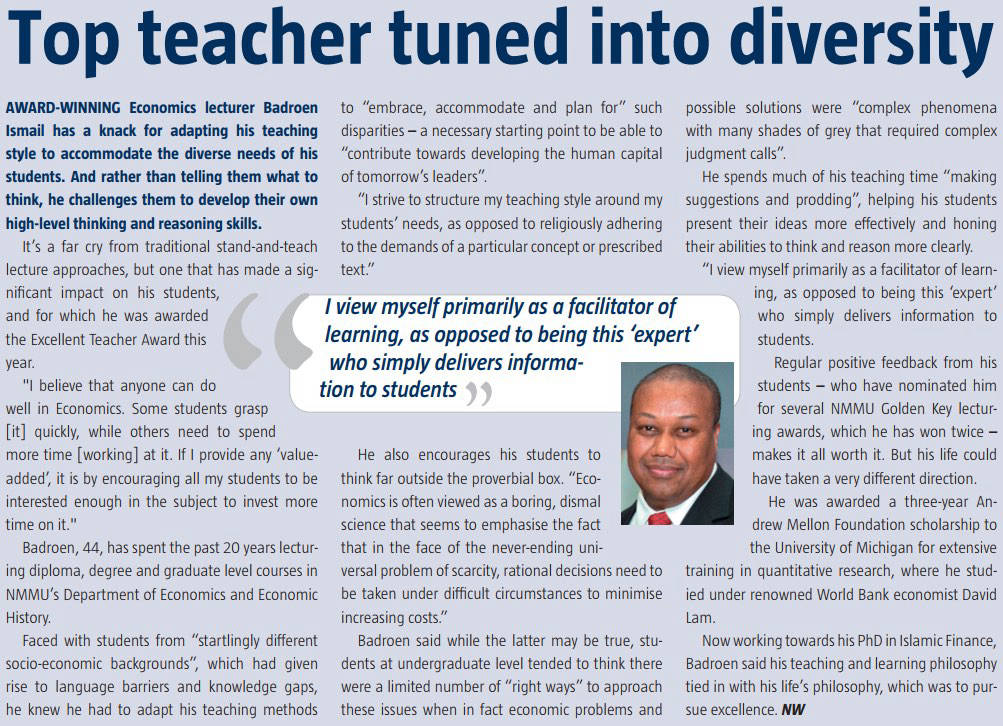 Top teacher tuned into diversity
AWARD-WINNING Economics lecturer Badroen
Ismail has a knack for adapting his teaching
style to accommodate the diverse needs of his
students. And rather than telling them what to
think, he challenges them to develop their own
high-level thinking and reasoning skills.
It’s a far cry from traditional stand-and-teach
lecture approaches, but one that has made a sig-
nificant impact on his students,
and for which he was awarded
the Excellent Teacher Award this
year.
"I believe that anyone can do
well in Economics. Some students grasp
[it] quickly, while others need to spend
more time [working] at it. If I provide any ‘value-
added’, it is by encouraging all my students to be
interested enough in the subject to invest more
time on it."
Badroen, 44, has spent the past 20 years lectur-
ing diploma, degree and graduate level courses in
NMMU’s Department of Economics and Economic
History.
Faced with students from “startlingly different
socio-economic backgrounds”, which had given
rise to language barriers and knowledge gaps,
he knew he had to adapt his teaching methods
to “embrace, accommodate and plan for” such
disparities – a necessary starting point to be able to
“contribute towards developing the human capital
of tomorrow’s leaders”.
“I strive to structure my teaching style around my
students’ needs, as opposed to religiously adhering
to the demands of a particular concept or prescribed
text.”
“I view myself primarily as a facilitator of
learning, as opposed to being this ‘expert’
who simply delivers informa-
tion to students”
He also encourages his students to
think far outside the proverbial box. “Eco-
nomics is often viewed as a boring, dismal
science that seems to emphasise the fact
that in the face of the never-ending uni-
versal problem of scarcity, rational decisions need to
be taken under difficult circumstances to minimise
increasing costs.”
Badroen said while the latter may be true, stu-
dents at undergraduate level tended to think there
were a limited number of “right ways” to approach
these issues when in fact economic problems and
possible solutions were “complex phenomena
with many shades of grey that required complex
judgment calls”.
He spends much of his teaching time “making
suggestions and prodding”, helping his students
present their ideas more effectively and honing
their abilities to think and reason more clearly.
“I view myself primarily as a facilitator of learn-
ing, as opposed to being this ‘expert’
who simply delivers information to
students.
Regular positive feedback from his
students – who have nominated him
for several NMMU Golden Key lectur-
ing awards, which he has won twice –
makes it all worth it. But his life could
have taken a very different direction.
He was awarded a three-year An-
drew Mellon Foundation scholarship to
the University of Michigan for extensive
training in quantitative research, where he stud-
ied under renowned World Bank economist David
Lam.
Now working towards his PhD in Islamic Finance,
Badroen said his teaching and learning philosophy
tied in with his life’s philosophy, which was to pur-
sue excellence. NW